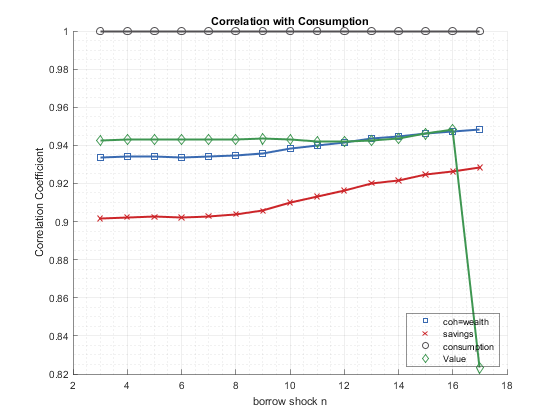 Correlation with Consumption
1
0.98
0.96
0.94
0.92
0.9
0.88
0.86
0.84
0.82
Correlation Coefficient
coh=wealth
savings
consumption
Value
2
4
6
8
10
12
14
16
18
borrow shock n